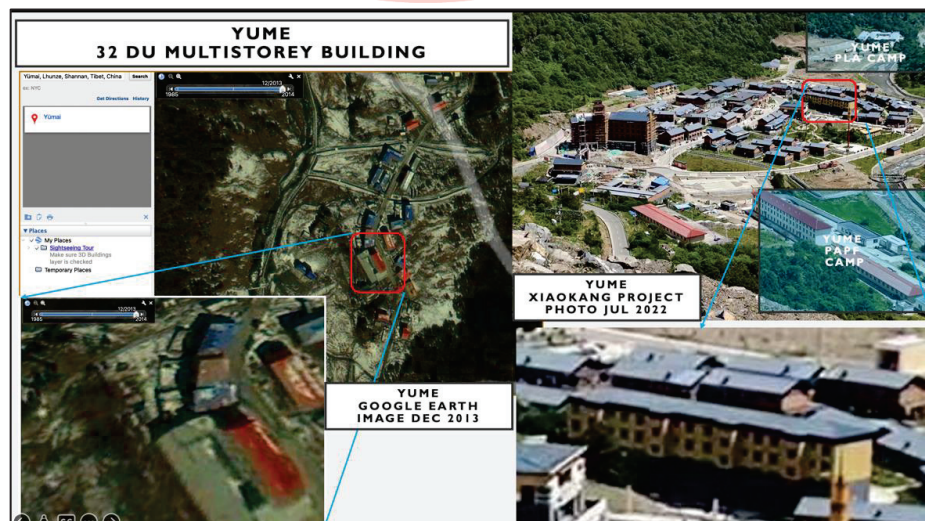 YUME
32 DU MULTISTOREY BUILDING
Yümai, Lhunze, Shannan, Tibet, China
Search
ex: NYC
Get Directions History
Yümai
Places
My Places
Sightseeing Tour
Make sure 3D Buildings
layer is checked
Temporary Places
12/2013
1985
2014
YUME
PLA CAMP
YUME
PAPF
CAMP
YUME
XIAOKANG PROJECT
PHOTO JUL 2022
12/2013
1985
2014
YUME
GOOGLE EARTH
IMAGE DEC 2013